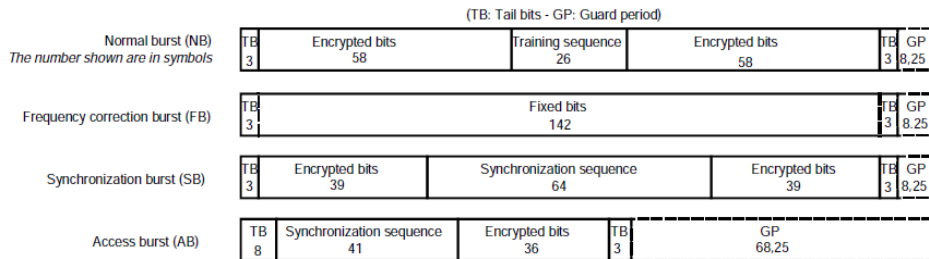 (TB: Tail bits - GP: Guard period)
Normal burst (NB)
The number shown are in symbols
TB
3
Encrypted bits
58
Training sequence
26
Encrypted bits
58
TB
3
GP
8,25
Frequency correction burst (FB)
TB
3
Fixed bits
142
TB
3
GP
8.25
Synchronization burst (SB)
TB
3
Encrypted bits
39
Synchronization sequence
64
Encrypted bits
39
TB
3
GP
8,25
Access burst (AB)
TB
8
Synchronization sequence
41
Encrypted bits
36
TB
3
GP
68,25